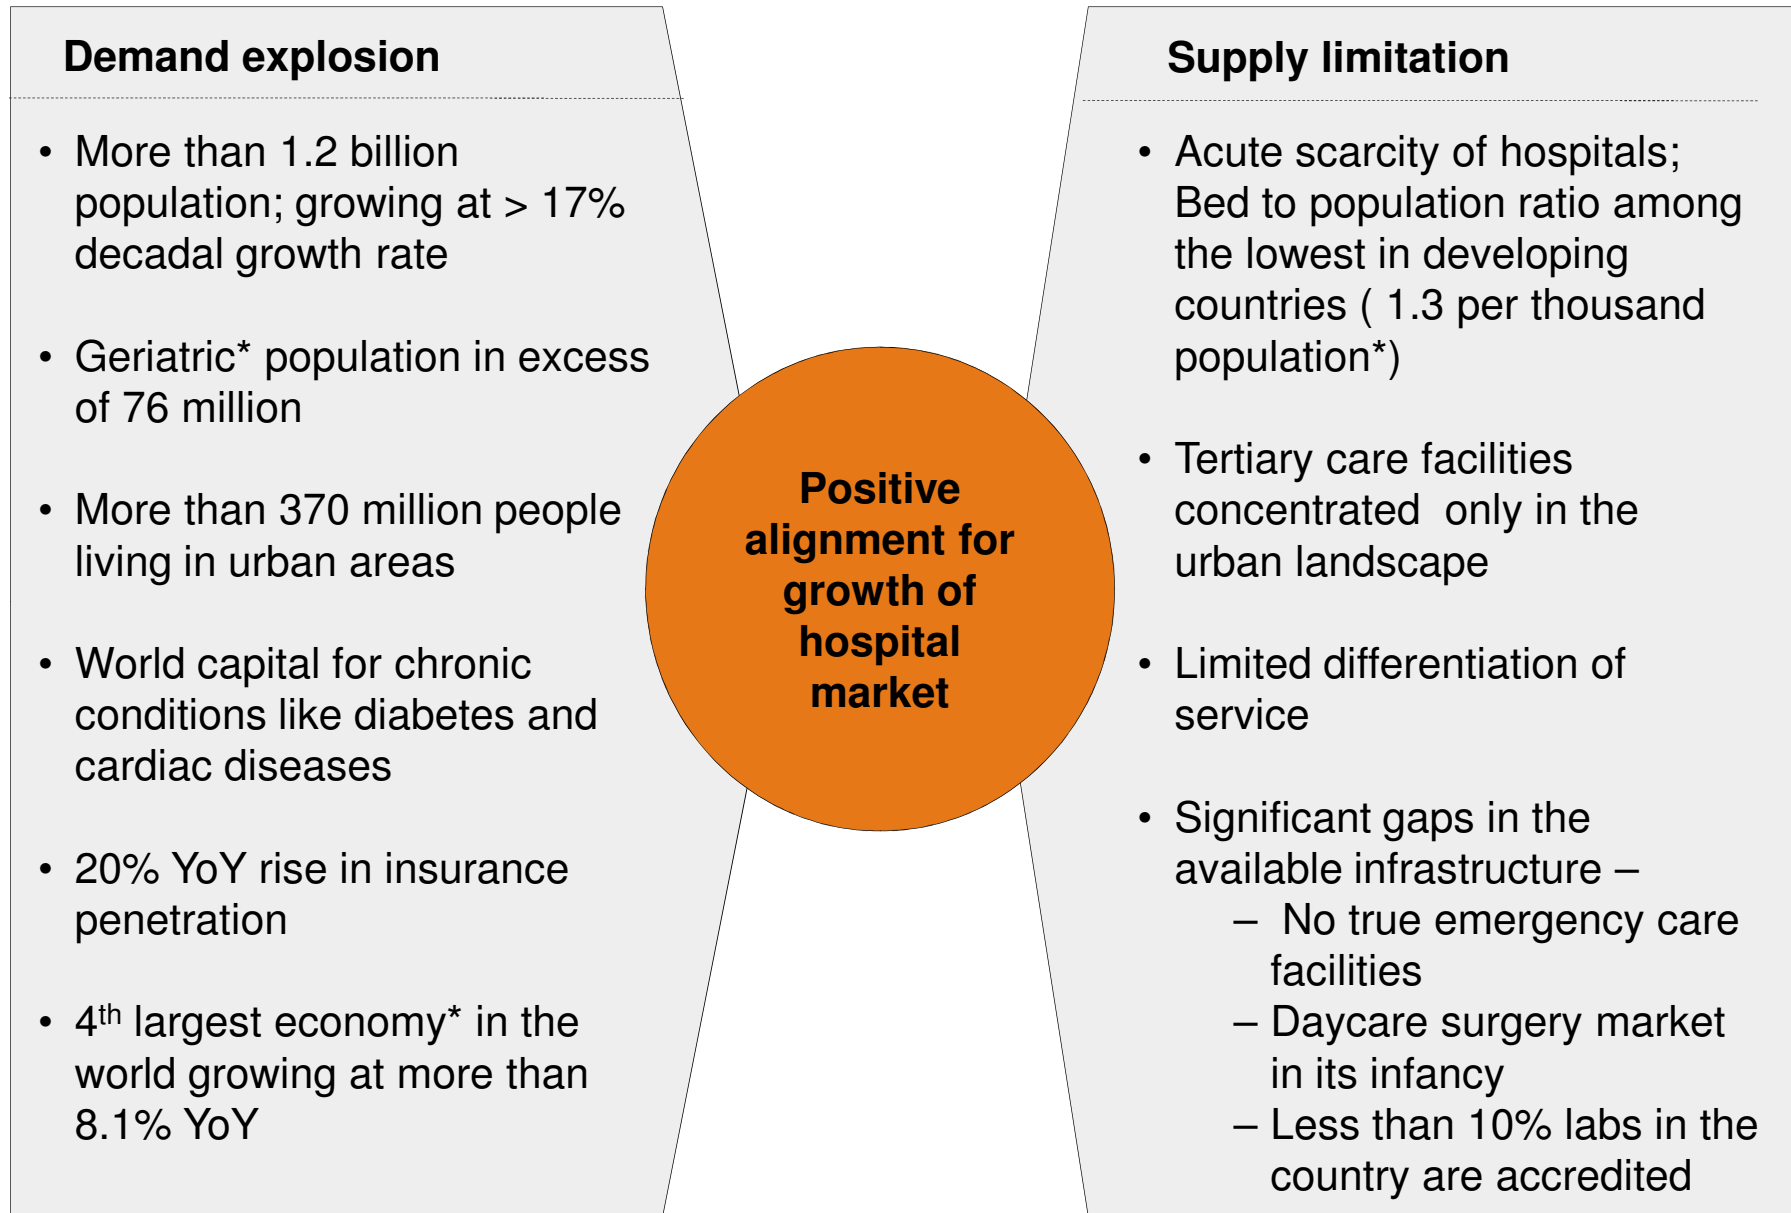 Demand explosion
• More than 1.2 billion
population; growing at > 17%
decadal growth rate
• Geriatric* population in excess
of 76 million
• More than 370 million people
living in urban areas
• World capital for chronic
conditions like diabetes and
cardiac diseases
• 20% YoY rise in insurance
penetration
• 4th largest economy* in the
world growing at more than
8.1% YoY
Positive
alignment for
growth of
hospital
market
Supply limitation
• Acute scarcity of hospitals;
Bed to population ratio among
the lowest in developing
countries ( 1.3 per thousand
population*)
• Tertiary care facilities
concentrated only in the
urban landscape
• Limited differentiation of
service
• Significant gaps in the
available infrastructure –
– No true emergency care
facilities
– Daycare surgery market
in its infancy
– Less than 10% labs in the
country are accredited